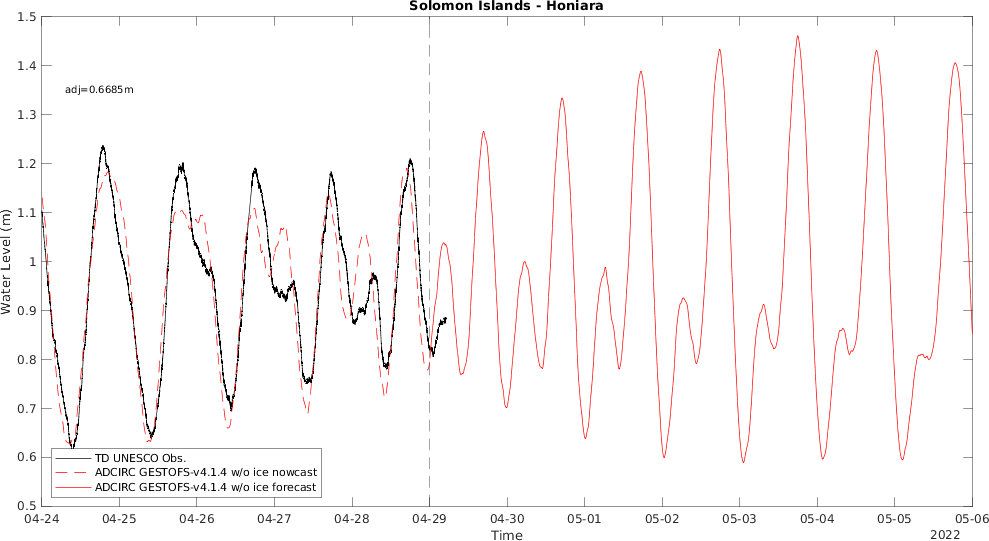 Solomon Islands - Honiara
1.5
1.4
1.3
1.2
1.1
1
0.9
0.8
0.7
0.6
0.5
Water Level (m)
adj=0.6685m
TD UNESCO Obs.
ADCIRC GESTOFS-v4.1.4 w/o ice nowcast
ADCIRC GESTOFS-v4.1.4 w/o ice forecast
04-24 04-25 04-26 04-27 04-28 04-29 04-30 05-01 05-02 05-03 05-04 05-05 05-06
Time
2022